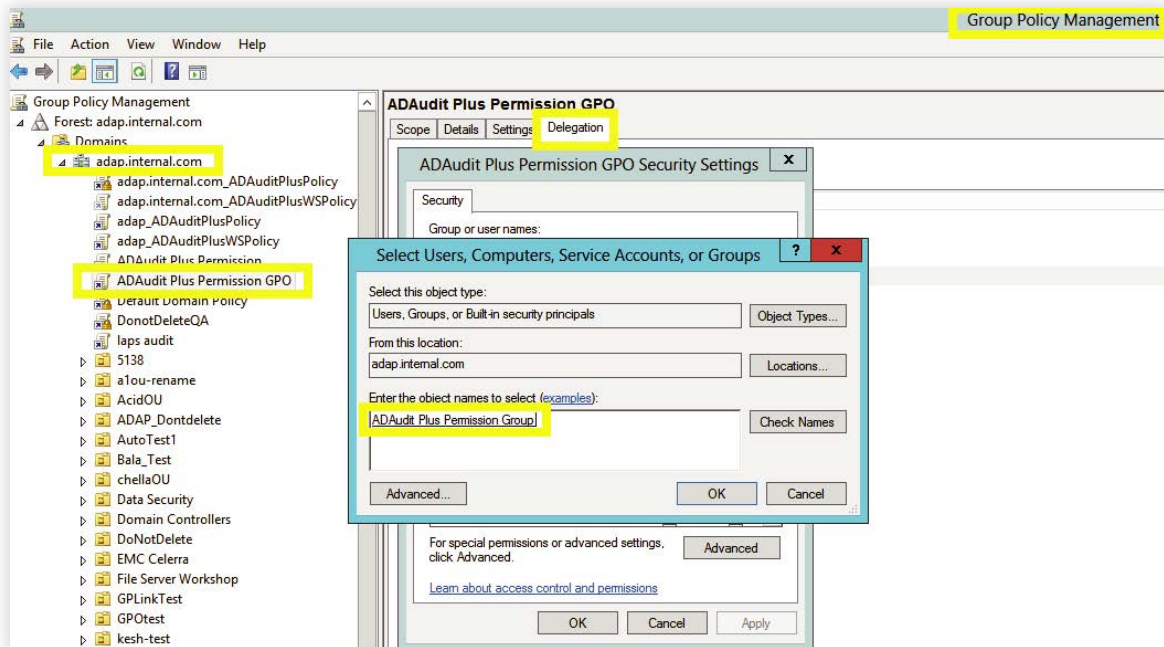 Group Policy Management
File Action View Window Help
Group Policy Management
Forest: adap.internal.com
Domains
adap.internal.com
adap.internal.com_ADAuditPlusPolicy
adap.internal.com_ADAuditPlusWSPolicy
adap_ADAuditPlusPolicy
adap_ADAuditPlusWSPolicy
ADAudit Plus Permission
ADAudit Plus Permission GPO
Default Domain Policy
DonotDeleteQA
laps audit
5138
a1ou-rename
AcidOU
ADAP_Dontdelete
AutoTest1
Bala_Test
chellaOU
Data Security
Domain Controllers
DoNotDelete
EMC Celerra
File Server Workshop
GPLinkTest
GPOtest
kesh-test
ADAudit Plus Permission GPO
Scope Details Settings Delegation
ADAudit Plus Permission GPO Security Settings x
Security
Group or user names:
Select Users, Computers, Service Accounts, or Groups ? x
Select this object type:
Users, Groups, or Built-in security principals Object Types...
From this location:
adap.internal.com Locations...
Enter the object names to select (examples):
ADAudit Plus Permission Group Check Names
Advanced... OK Cancel
For special permissions or advanced settings, click Advanced. Advanced
Learn about access control and permissions
OK Cancel Apply